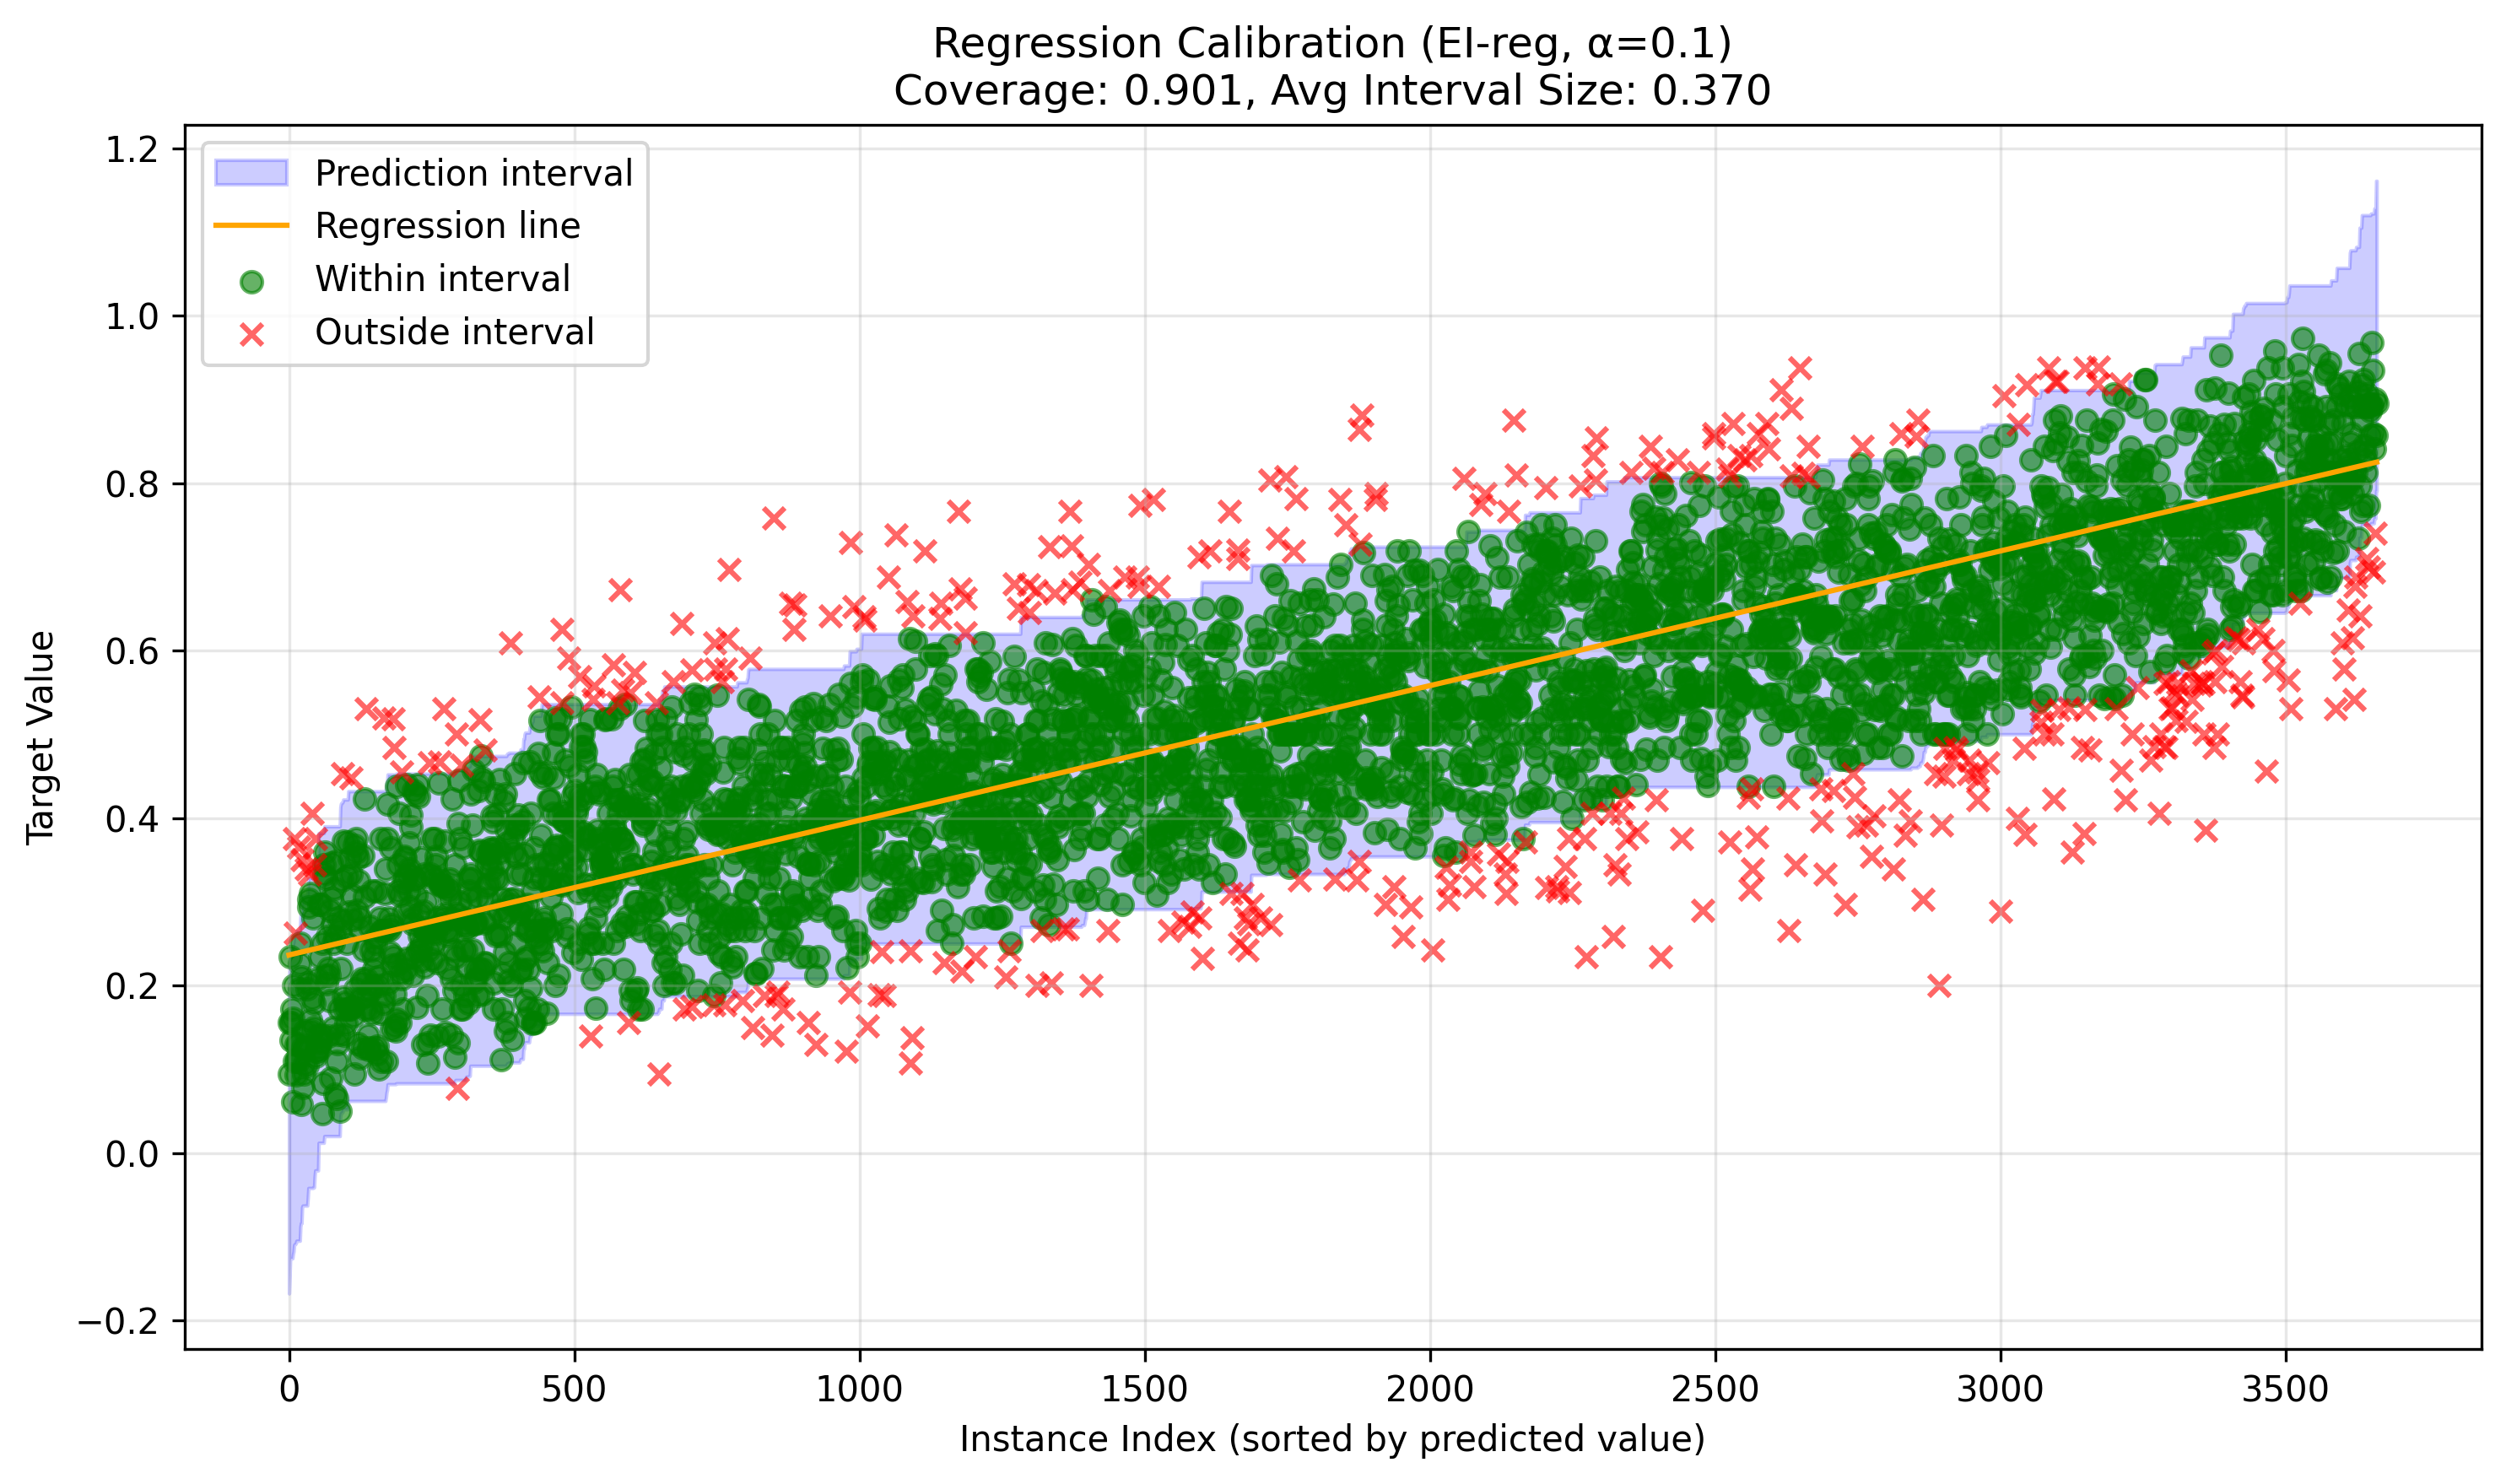 Regression Calibration (EI-reg, α=0.1)
Coverage: 0.901, Avg Interval Size: 0.370
Prediction interval
Regression line
Within interval
Outside interval
1.2
1.0
0.8
0.6
0.4
0.2
0.0
−0.2
Target Value
0 500 1000 1500 2000 2500 3000 3500
Instance Index (sorted by predicted value)